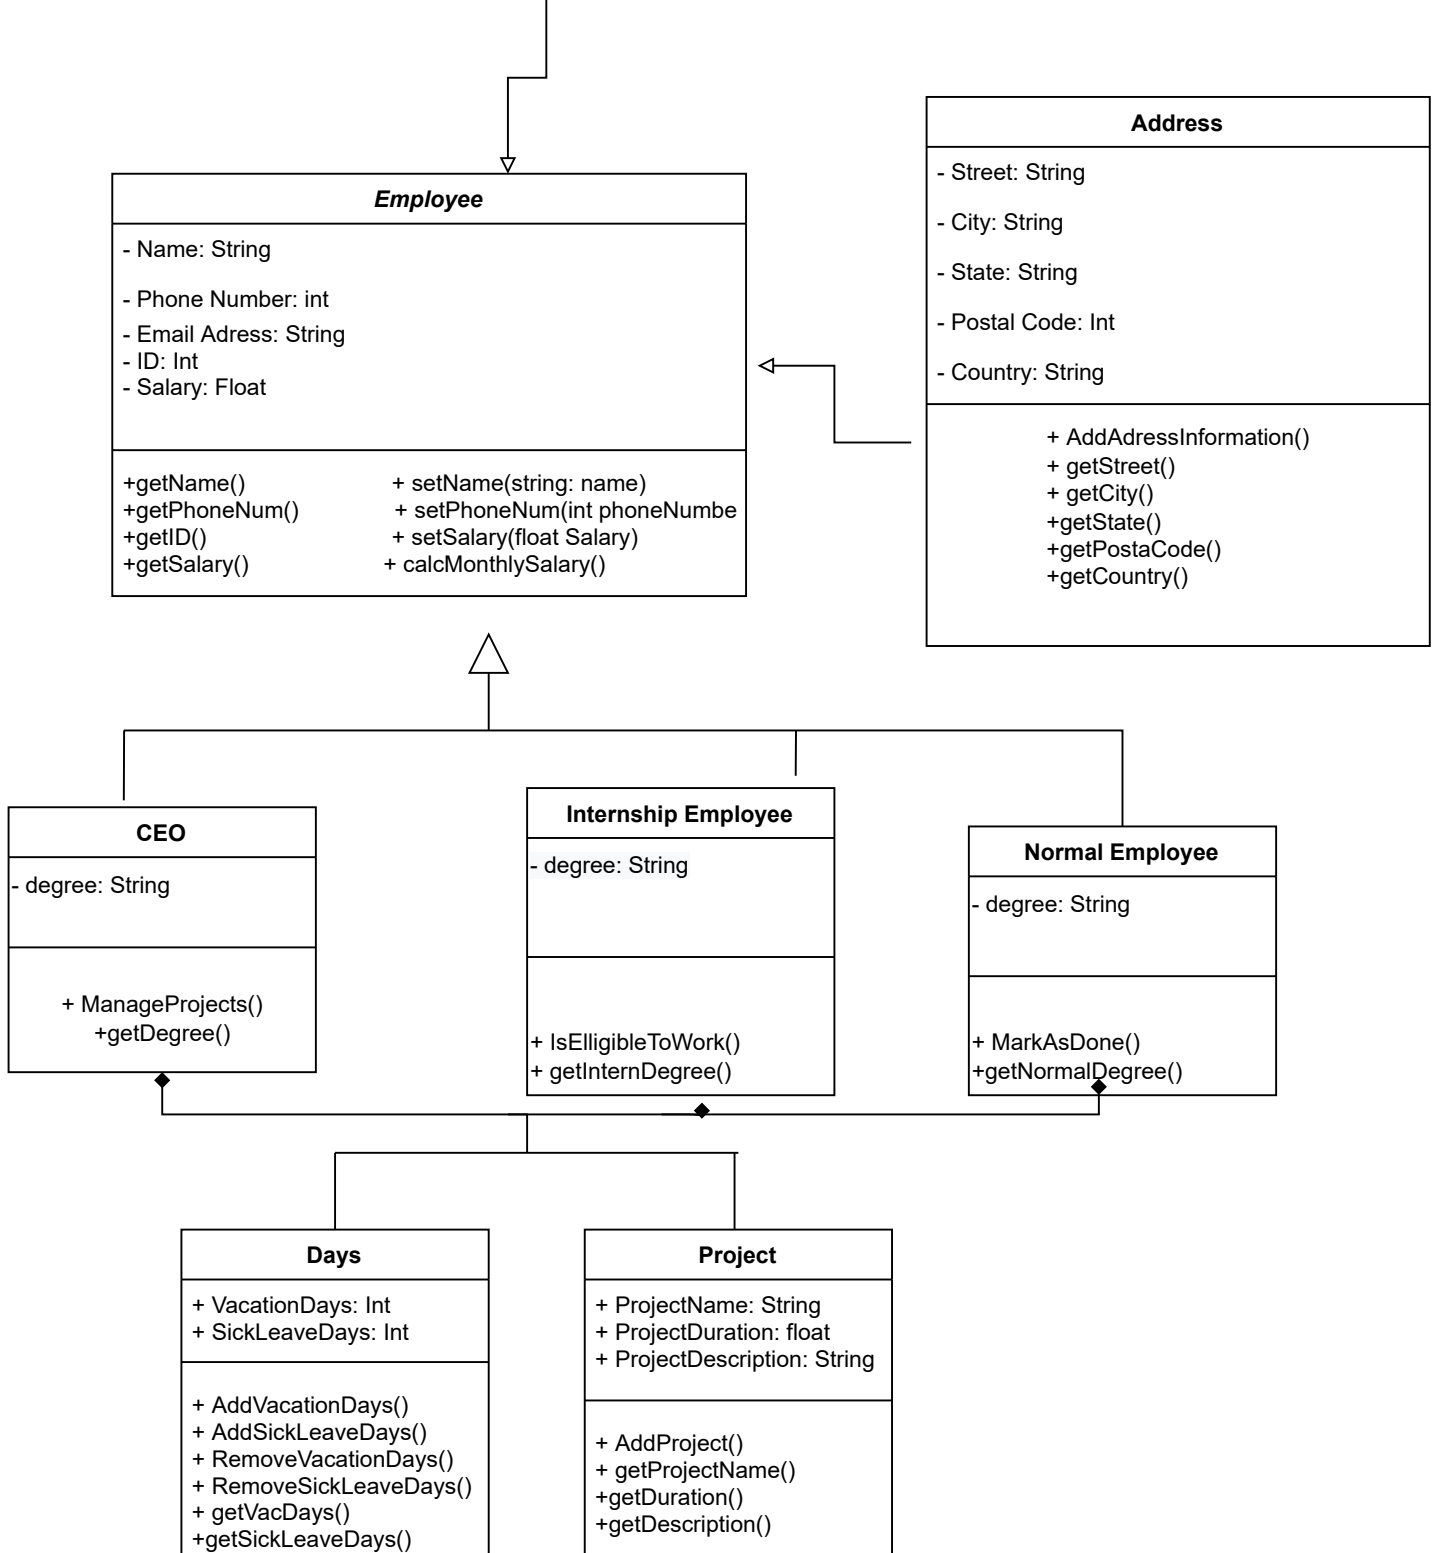 Employee
- Name: String
- Phone Number: int
- Email Adress: String
- ID: Int
- Salary: Float
+getName() + setName(string: name)
+getPhoneNum() + setPhoneNum(int phoneNumbe
+getID() + setSalary(float Salary)
+getSalary() + calcMonthlySalary()
Address
- Street: String
- City: String
- State: String
- Postal Code: Int
- Country: String
+ AddAdressInformation()
+ getStreet()
+ getCity()
+getState()
+getPostaCode()
+getCountry()
CEO
- degree: String
+ ManageProjects()
+getDegree()
Internship Employee
- degree: String
+ IsElligibleToWork()
+ getInternDegree()
Normal Employee
- degree: String
+ MarkAsDone()
+getNormalDegree()
Days
+ VacationDays: Int
+ SickLeaveDays: Int
+ AddVacationDays()
+ AddSickLeaveDays()
+ RemoveVacationDays()
+ RemoveSickLeaveDays()
+ getVacDays()
+getSickLeaveDays()
Project
+ ProjectName: String
+ ProjectDuration: float
+ ProjectDescription: String
+ AddProject()
+ getProjectName()
+getDuration()
+getDescription()